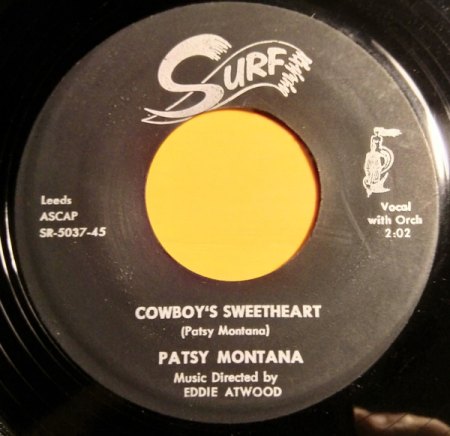 SURF
Leeds
ASCAP
SR-5037-45
Vocal
with Orch
2:02
COWBOY'S SWEETHEART
(Patsy Montana)
PATSY MONTANA
Music Directed by
EDDIE ATWOOD